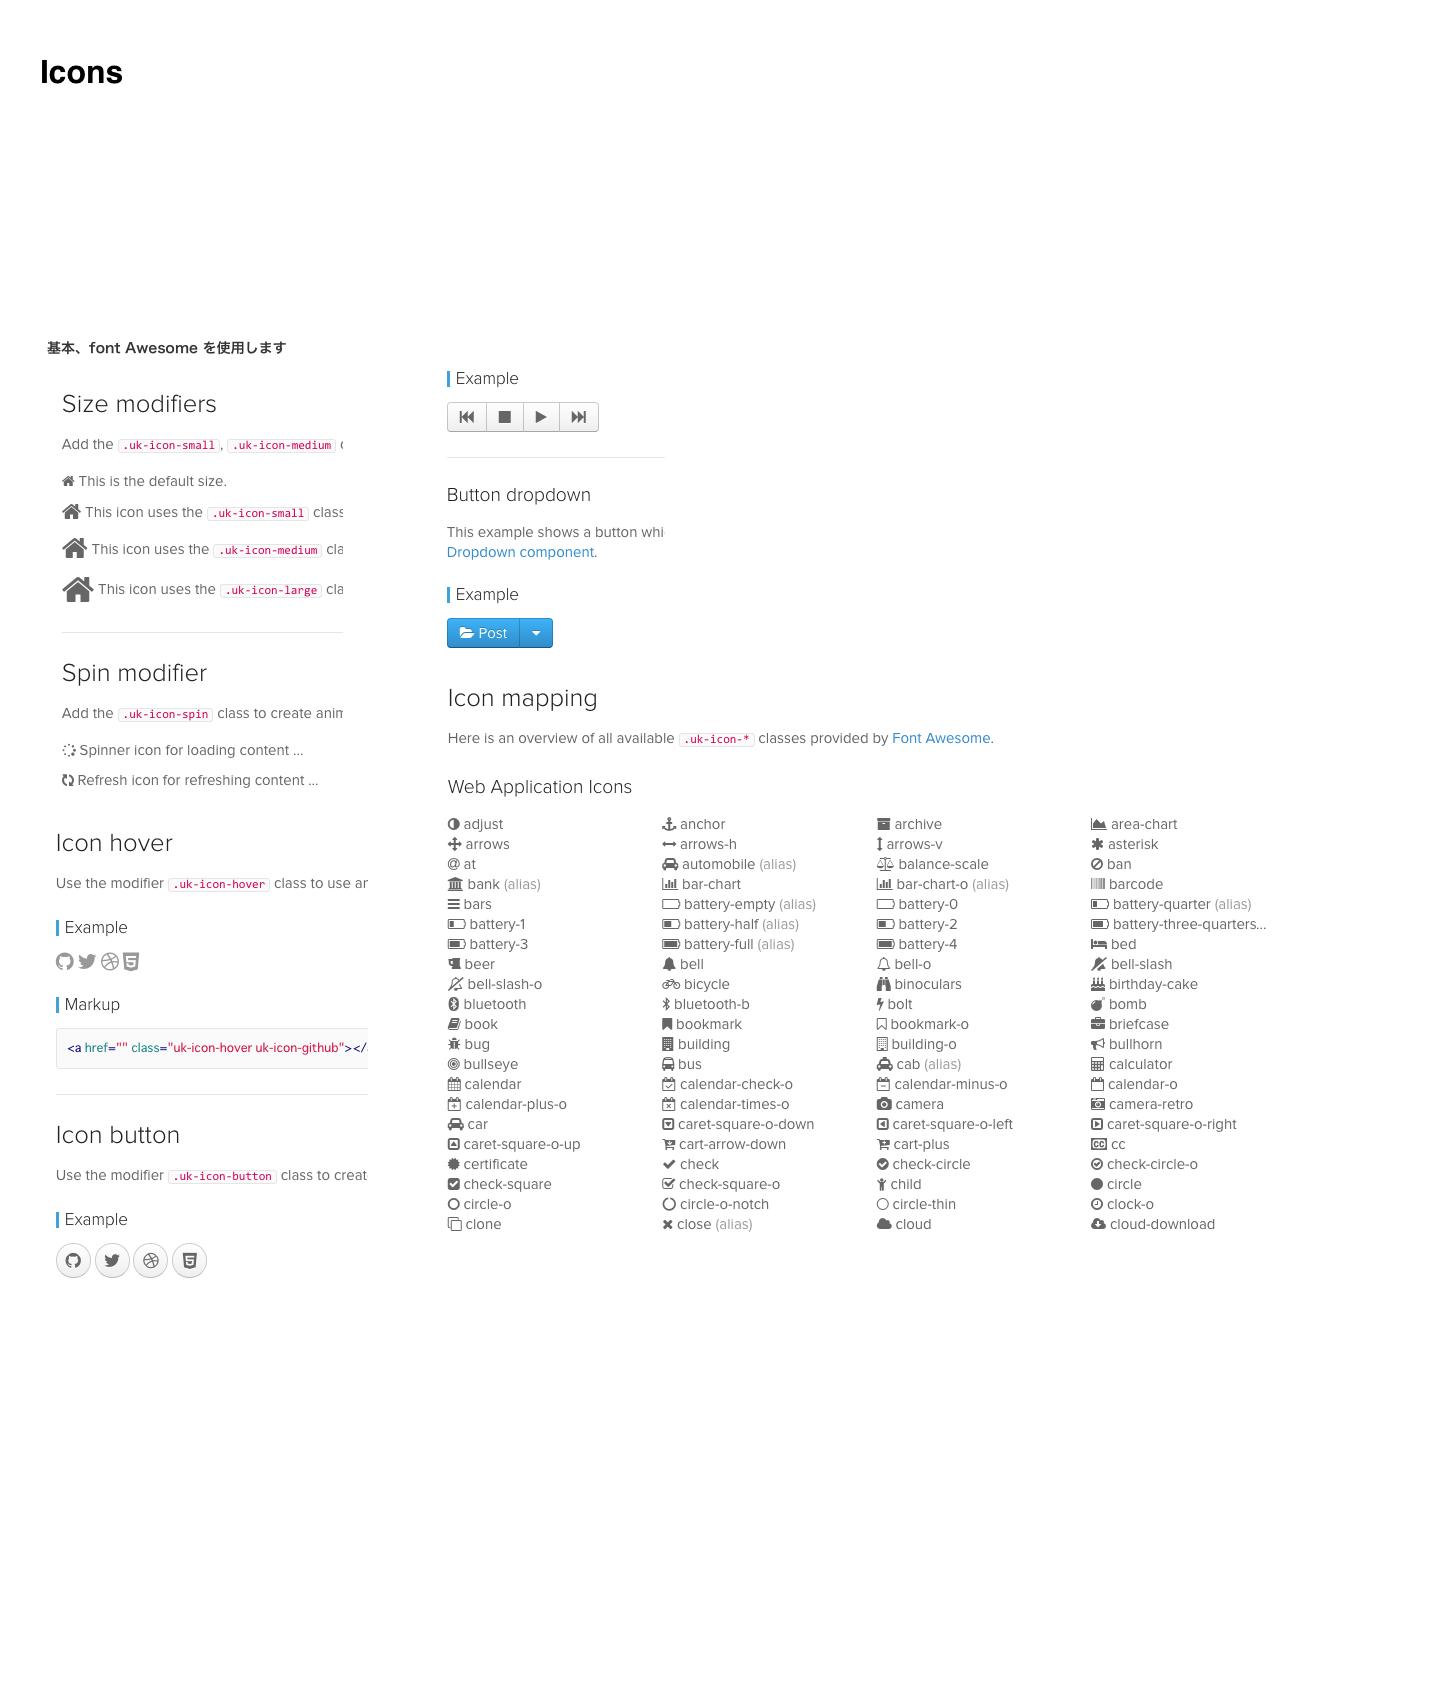 Icons
基本、font Awesome を使用します
Size modifiers
Add the .uk-icon-small, .uk-icon-medium
This is the default size.
This icon uses the .uk-icon-small class
This icon uses the .uk-icon-medium cla
This icon uses the .uk-icon-large cla
Spin modifier
Add the .uk-icon-spin class to create anim
Spinner icon for loading content ...
Refresh icon for refreshing content ...
Icon hover
Use the modifier .uk-icon-hover class to use an
Example
Markup
<a href="" class="uk-icon-hover uk-icon-github"></a
Icon button
Use the modifier .uk-icon-button class to create
Example
Example
Button dropdown
This example shows a button whi
Dropdown component.
Example
Post
Icon mapping
Here is an overview of all available .uk-icon-* classes provided by Font Awesome.
Web Application Icons
adjust anchor archive area-chart
arrows arrows-h arrows-v asterisk
at automobile (alias) balance-scale ban
bank (alias) bar-chart bar-chart-o (alias) barcode
bars battery-empty (alias) battery-0 battery-quarter (alias)
battery-1 battery-half (alias) battery-2 battery-three-quarters...
battery-3 battery-full (alias) battery-4 bed
beer bell bell-o bell-slash
bell-slash-o bicycle binoculars birthday-cake
bluetooth bluetooth-b bolt bomb
book bookmark bookmark-o briefcase
bug building building-o bullhorn
bullseye bus cab (alias) calculator
calendar calendar-check-o calendar-minus-o calendar-o
calendar-plus-o calendar-times-o camera camera-retro
car caret-square-o-down caret-square-o-left caret-square-o-right
caret-square-o-up cart-arrow-down cart-plus cc
certificate check check-circle check-circle-o
check-square check-square-o child circle
circle-o circle-o-notch circle-thin clock-o
clone close (alias) cloud cloud-download